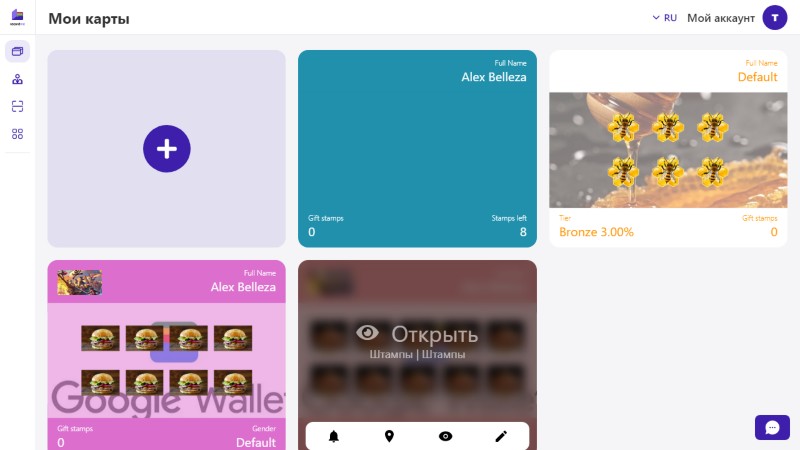 Мои карты
RU
Мой аккаунт
T
Full Name
Alex Belleza
Gift stamps
Stamps left
0
8
Full Name
Default
Tier
Gift stamps
Bronze 3.00%
0
Full Name
Alex Belleza
Google Wallet
Gift stamps
Gender
0
Default
Открыть
Штампы | Штампы